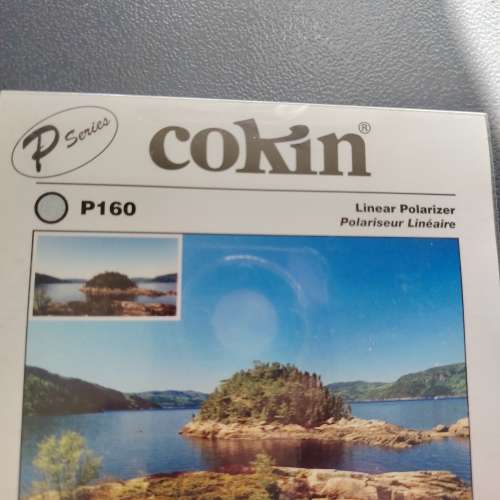 P Series
cokin®
P160
Linear Polarizer
Polariseur Linéaire